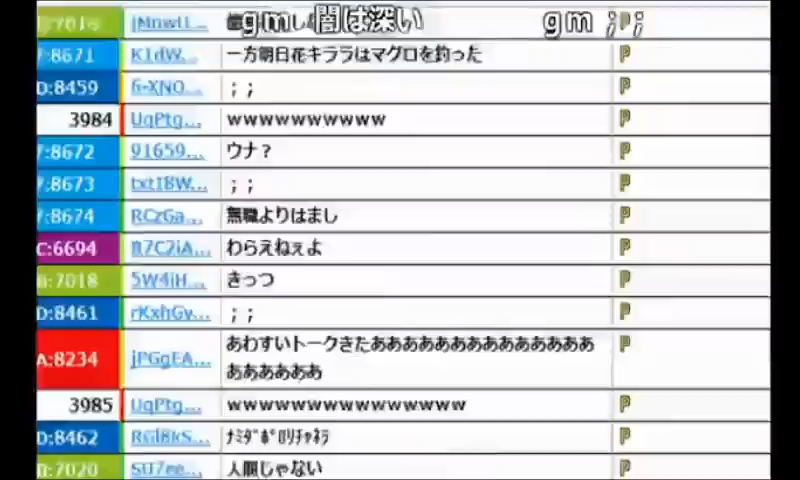 gm 闇は深い gm ;P;
7:8671 K1dW... 一方明日花キララはマグロを釣った P
D:8459 6-XNO... ；； P
3984 UqPtg... wwwwwwwwww P
7:8672 91659... ウナ？ P
7:8673 txt18W... ；； P
7:8674 RCzGa... 無職よりはまし P
C:6694 R7C2iA... わらえねぇよ P
B:7018 5W4iH... きっつ P
D:8461 rKxhGv... ；； P
A:8234 jPGgEA... あわすいトークきたああああああああああああああ P
ああああああ
3985 UqPtg... wwwwwwwwwwwwwww P
D:8462 RGl8kS... ﾅﾐﾀﾞﾎﾟﾛﾘﾁｬﾈﾗ P
B:7020 SU7ee... 人間じゃない P